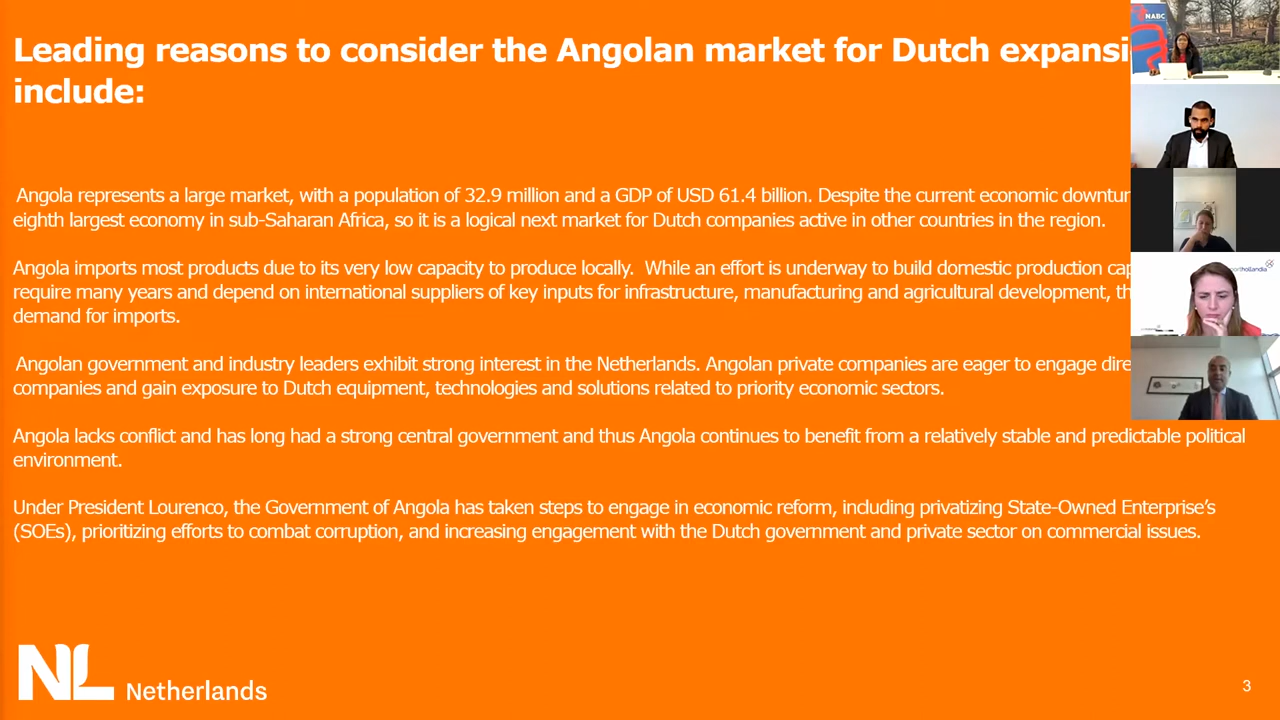 Leading reasons to consider the Angolan market for Dutch
include:
Angola represents a large market, with a population of 32.9 million and a GDP of USD 61.4 billion. Despite the current economic
eighth largest economy in sub-Saharan Africa, so it is a logical next market for Dutch companies active in other countries in the region.
Angola imports most products due to its very low capacity to produce locally. While an effort is underway to build domestic production
require many years and depend on international suppliers of key inputs for infrastructure, manufacturing and agricultural development,
demand for imports.
Angolan government and industry leaders exhibit strong interest in the Netherlands. Angolan private companies are eager to engage
companies and gain exposure to Dutch equipment, technologies and solutions related to priority economic sectors.
Angola lacks conflict and has long had a strong central government and thus Angola continues to benefit from a relatively stable and predictable political
environment.
Under President Lourenco, the Government of Angola has taken steps to engage in economic reform, including privatizing State-Owned Enterprise’s
(SOEs), prioritizing efforts to combat corruption, and increasing engagement with the Dutch government and private sector on commercial issues.
NL Netherlands
3
NABC